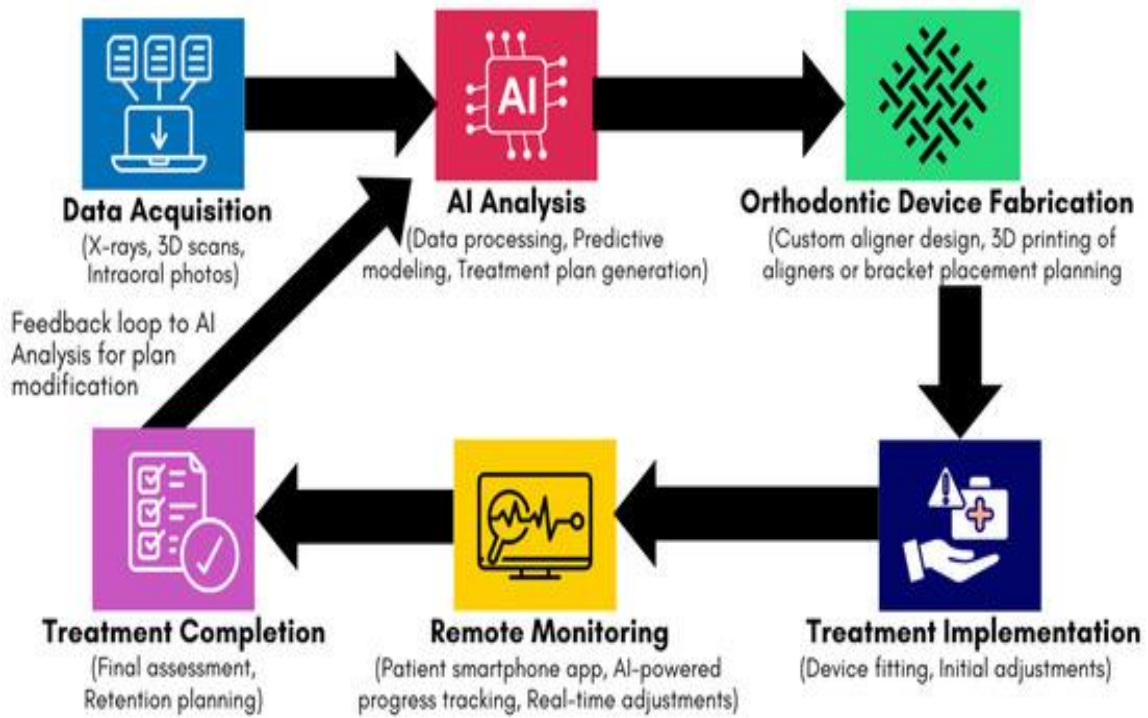 AI
Data Acquisition
(X-rays, 3D scans,
Intraoral photos)
AI Analysis
(Data processing, Predictive
modeling, Treatment plan generation)
Orthodontic Device Fabrication
(Custom aligner design, 3D printing of
aligners or bracket placement planning
Feedback loop to AI
Analysis for plan
modification
Treatment Completion
(Final assessment,
Retention planning)
Remote Monitoring
(Patient smartphone app, AI-powered
progress tracking, Real-time adjustments)
Treatment Implementation
(Device fitting, Initial adjustments)